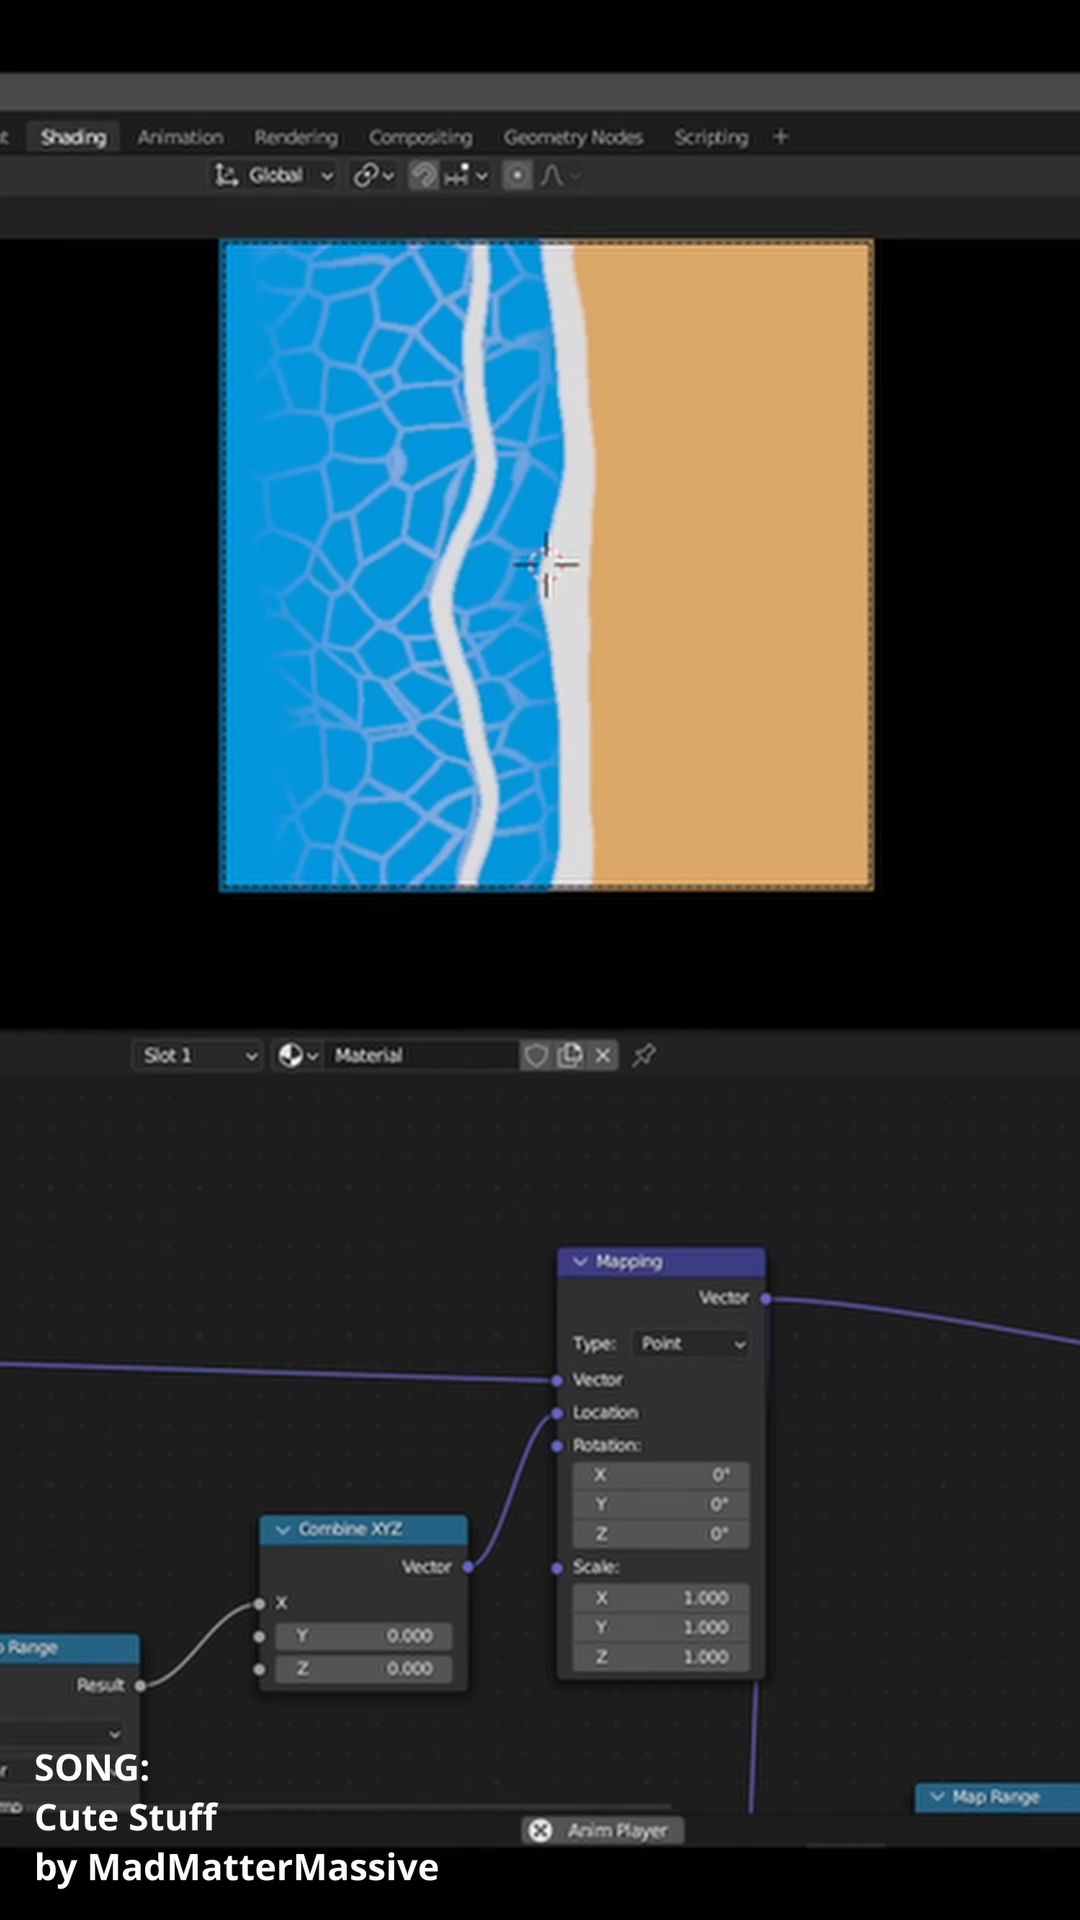 Shading Animation Rendering Compositing Geometry Nodes Scripting +
Global
Slot 1 Material
Mapping
Vector
Type: Point
Vector
Location
Rotation:
X 0°
Y 0°
Z 0°
Scale:
X 1.000
Y 1.000
Z 1.000
Combine XYZ
Vector
X
Y 0.000
Z 0.000
Range
Result
Map Range
Anim Player
SONG:
Cute Stuff
by MadMatterMassive